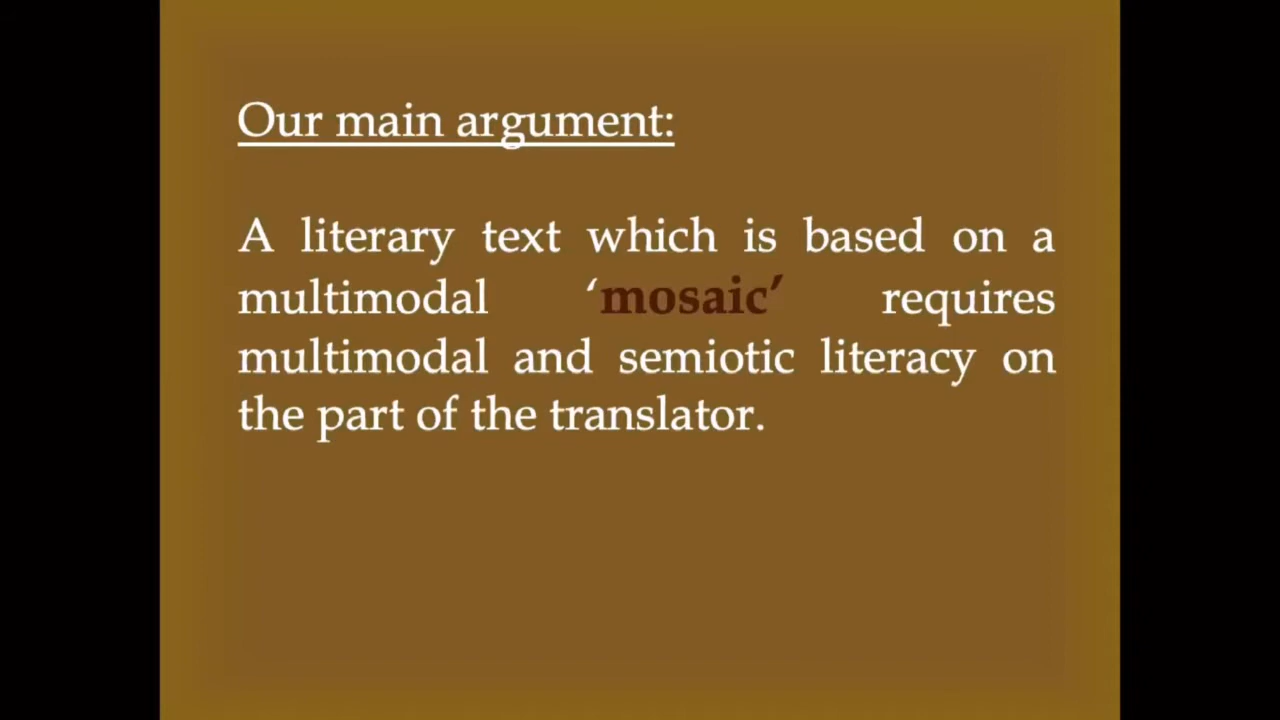 Our main argument:
A literary text which is based on a
multimodal ‘mosaic’ requires
multimodal and semiotic literacy on
the part of the translator.